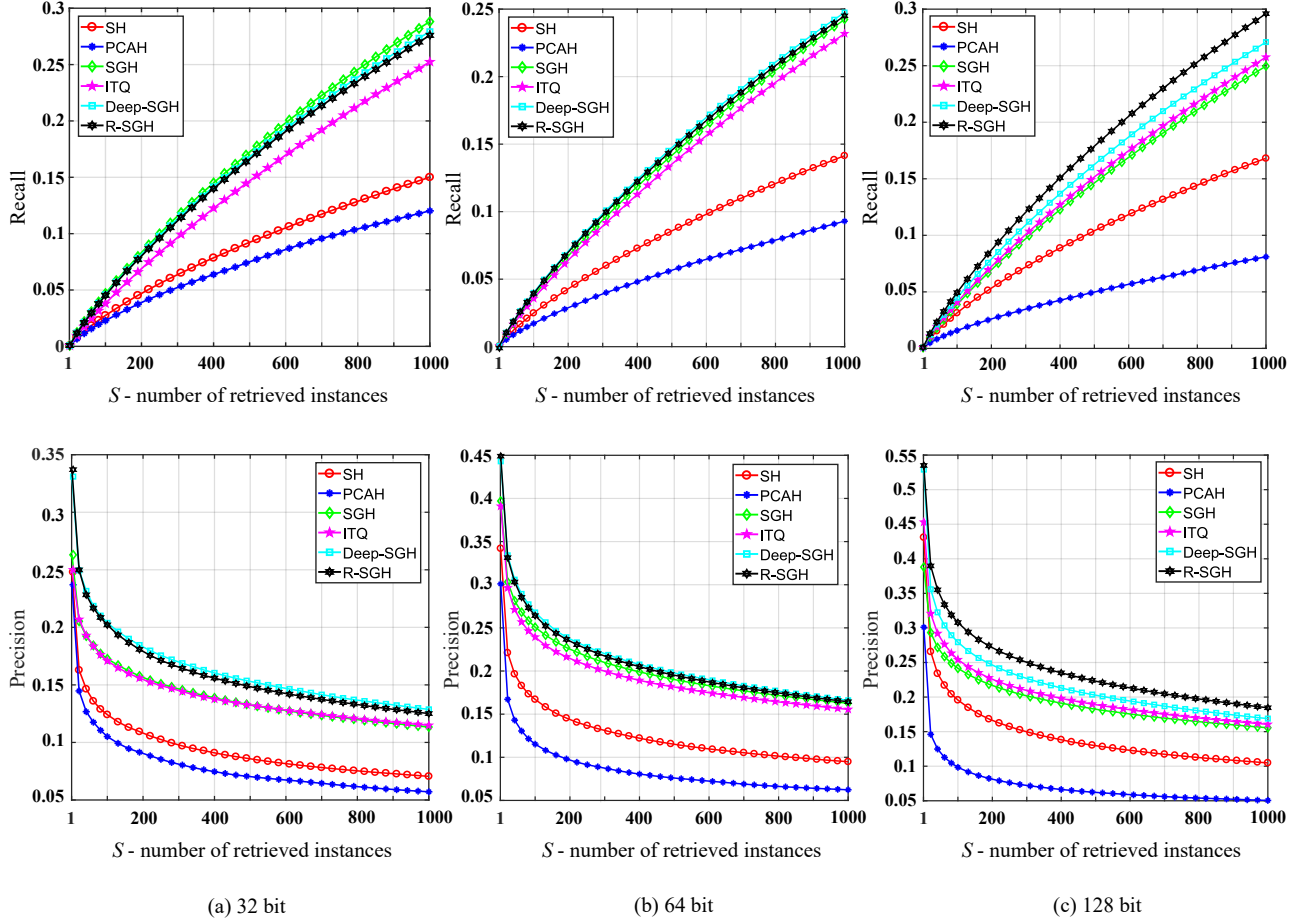 0.3
0.25
0.2
0.15
0.1
0.05
0
Recall
SH
PCAH
SGH
ITQ
Deep-SGH
R-SGH
1 200 400 600 800 1000
S - number of retrieved instances
0.25
0.2
0.15
0.1
0.05
0
Recall
SH
PCAH
SGH
ITQ
Deep-SGH
R-SGH
1 200 400 600 800 1000
S - number of retrieved instances
0.3
0.25
0.2
0.15
0.1
0.05
0
Recall
SH
PCAH
SGH
ITQ
Deep-SGH
R-SGH
1 200 400 600 800 1000
S - number of retrieved instances
0.35
0.3
0.25
0.2
0.15
0.1
0.05
Precision
SH
PCAH
SGH
ITQ
Deep-SGH
R-SGH
1 200 400 600 800 1000
S - number of retrieved instances
0.45
0.4
0.35
0.3
0.25
0.2
0.15
0.1
0.05
Precision
SH
PCAH
SGH
ITQ
Deep-SGH
R-SGH
1 200 400 600 800 1000
S - number of retrieved instances
0.55
0.5
0.45
0.4
0.35
0.3
0.25
0.2
0.15
0.1
0.05
Precision
SH
PCAH
SGH
ITQ
Deep-SGH
R-SGH
1 200 400 600 800 1000
S - number of retrieved instances
(a) 32 bit
(b) 64 bit
(c) 128 bit